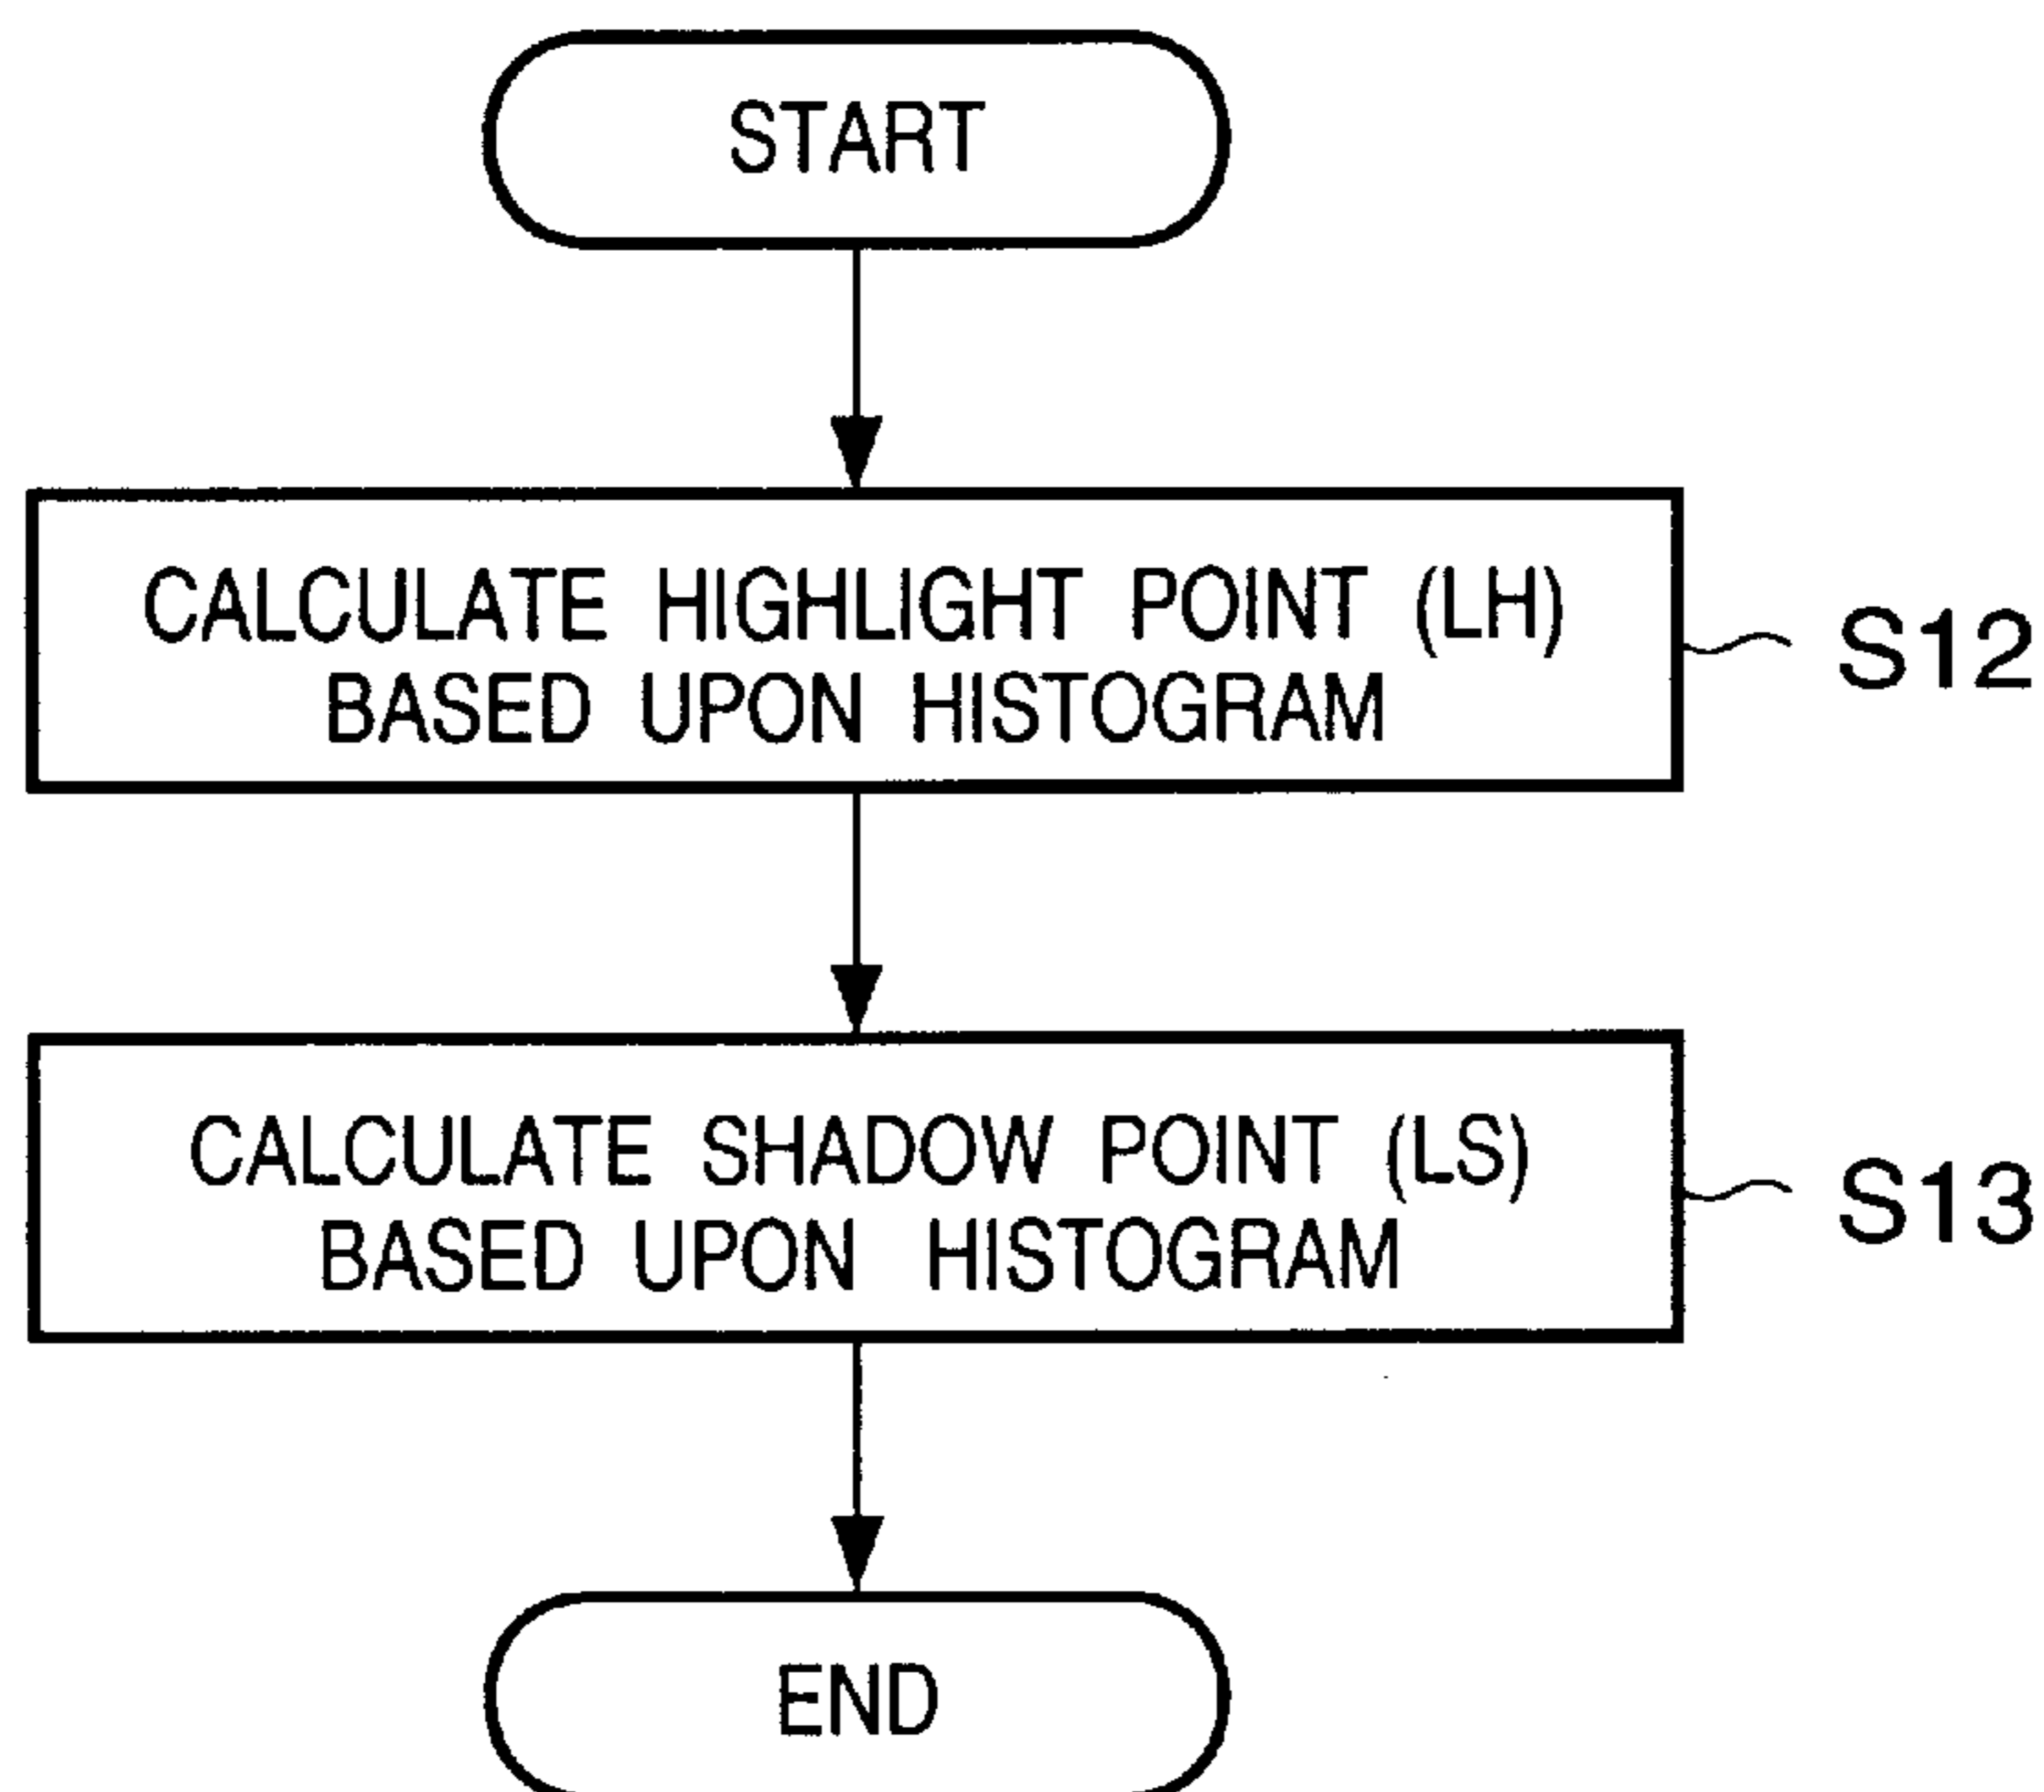 START
CALCULATE HIGHLIGHT POINT (LH)
BASED UPON HISTOGRAM
S12
CALCULATE SHADOW POINT (LS)
BASED UPON HISTOGRAM
S13
END